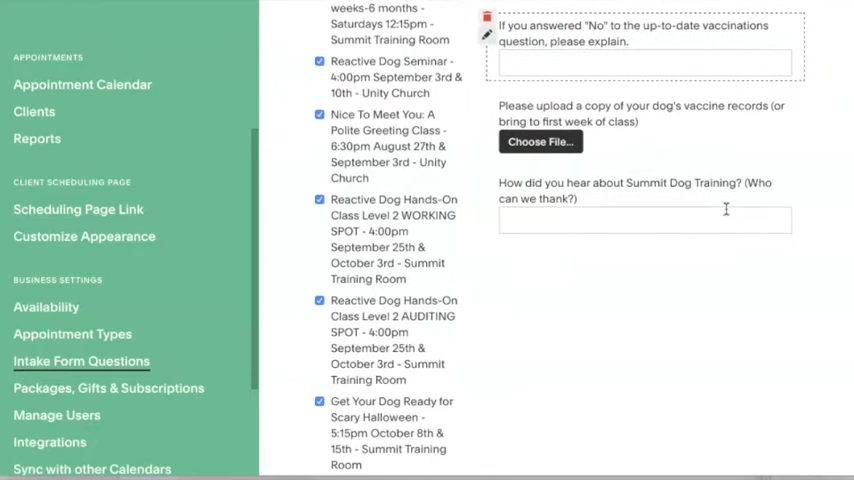 APPOINTMENTS
Appointment Calendar
Clients
Reports
CLIENT SCHEDULING PAGE
Scheduling Page Link
Customize Appearance
BUSINESS SETTINGS
Availability
Appointment Types
Intake Form Questions
Packages, Gifts & Subscriptions
Manage Users
Integrations
Sync with other Calendars
weeks-6 months -
Saturdays 12:15pm -
Summit Training Room
Reactive Dog Seminar -
4:00pm September 3rd &
10th - Unity Church
Nice To Meet You: A
Polite Greeting Class -
6:30pm August 27th &
September 3rd - Unity
Church
Reactive Dog Hands-On
Class Level 2 WORKING
SPOT - 4:00pm
September 25th &
October 3rd - Summit
Training Room
Reactive Dog Hands-On
Class Level 2 AUDITING
SPOT - 4:00pm
September 25th &
October 3rd - Summit
Training Room
Get Your Dog Ready for
Scary Halloween -
5:15pm October 8th &
15th - Summit Training
Room
If you answered "No" to the up-to-date vaccinations
question, please explain.
Please upload a copy of your dog's vaccine records (or
bring to first week of class)
Choose File...
How did you hear about Summit Dog Training? (Who
can we thank?)